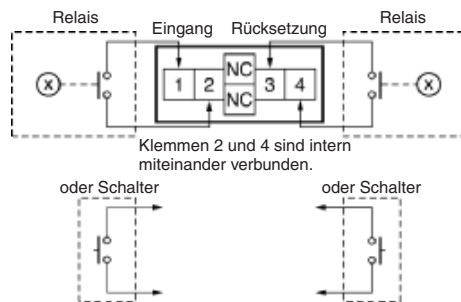 Relais
Eingang
Rücksetzung
Relais
X
1 2 NC NC 3 4
X
Klemmen 2 und 4 sind intern
miteinander verbunden.
oder Schalter
oder Schalter